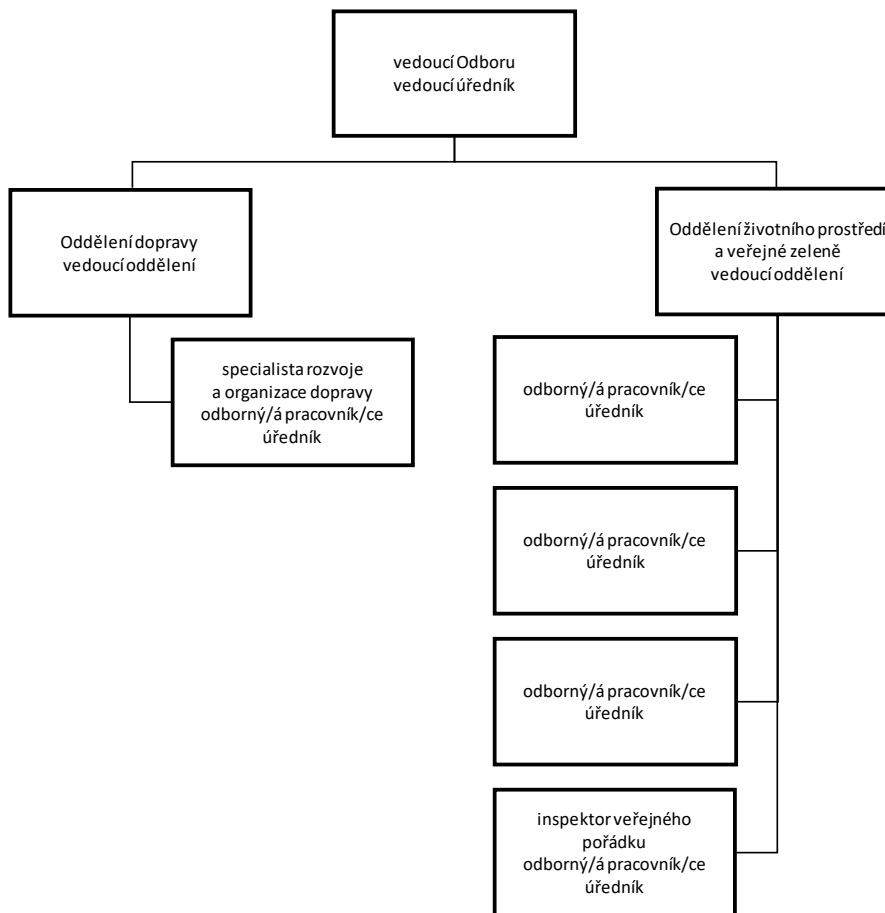 vedoucí Odboru
vedoucí úředník
Oddělení dopravy
vedoucí oddělení
Oddělení životního prostředí
a veřejné zeleně
vedoucí oddělení
specialista rozvoje
a organizace dopravy
odborný/á pracovník/ce
úředník
odborný/á pracovník/ce
úředník
odborný/á pracovník/ce
úředník
odborný/á pracovník/ce
úředník
inspektor veřejného
pořádku
odborný/á pracovník/ce
úředník